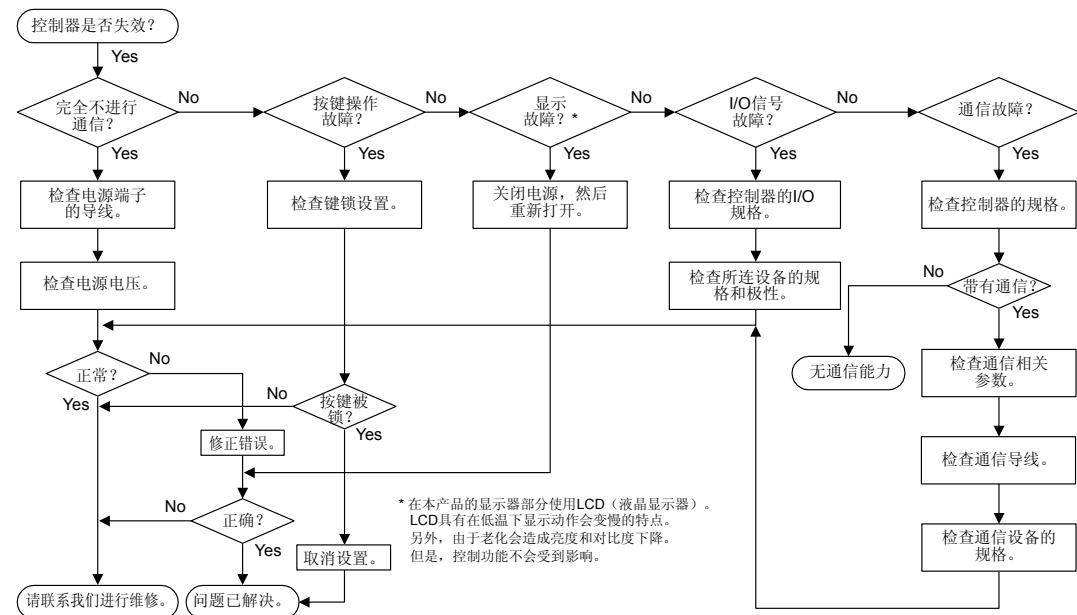 控制器是否失效?
Yes
完全不进行
通信?
No
按键操作
故障?
No
显示
故障? *
No
I/O信号
故障?
No
通信故障?
Yes
Yes
Yes
Yes
Yes
检查电源端子
的导线。
检查键锁设置。
关闭电源，然后
重新打开。
检查控制器的I/O
规格。
检查控制器的规格。
检查电源电压。
检查所连设备的规
格和极性。
No
带有通信?
Yes
正常?
No
Yes
无通信能力
检查通信相关
参数。
No
按键被
锁?
Yes
修正错误。
检查通信导线。
No
正确?
Yes
* 在本产品的显示器部分使用LCD（液晶显示器）。
LCD具有在低温下显示动作会变慢的特点。
另外，由于老化会造成亮度和对比度下降。
但是，控制功能不会受到影响。
取消设置。
检查通信设备的
规格。
请联系我们进行维修。
问题已解决。